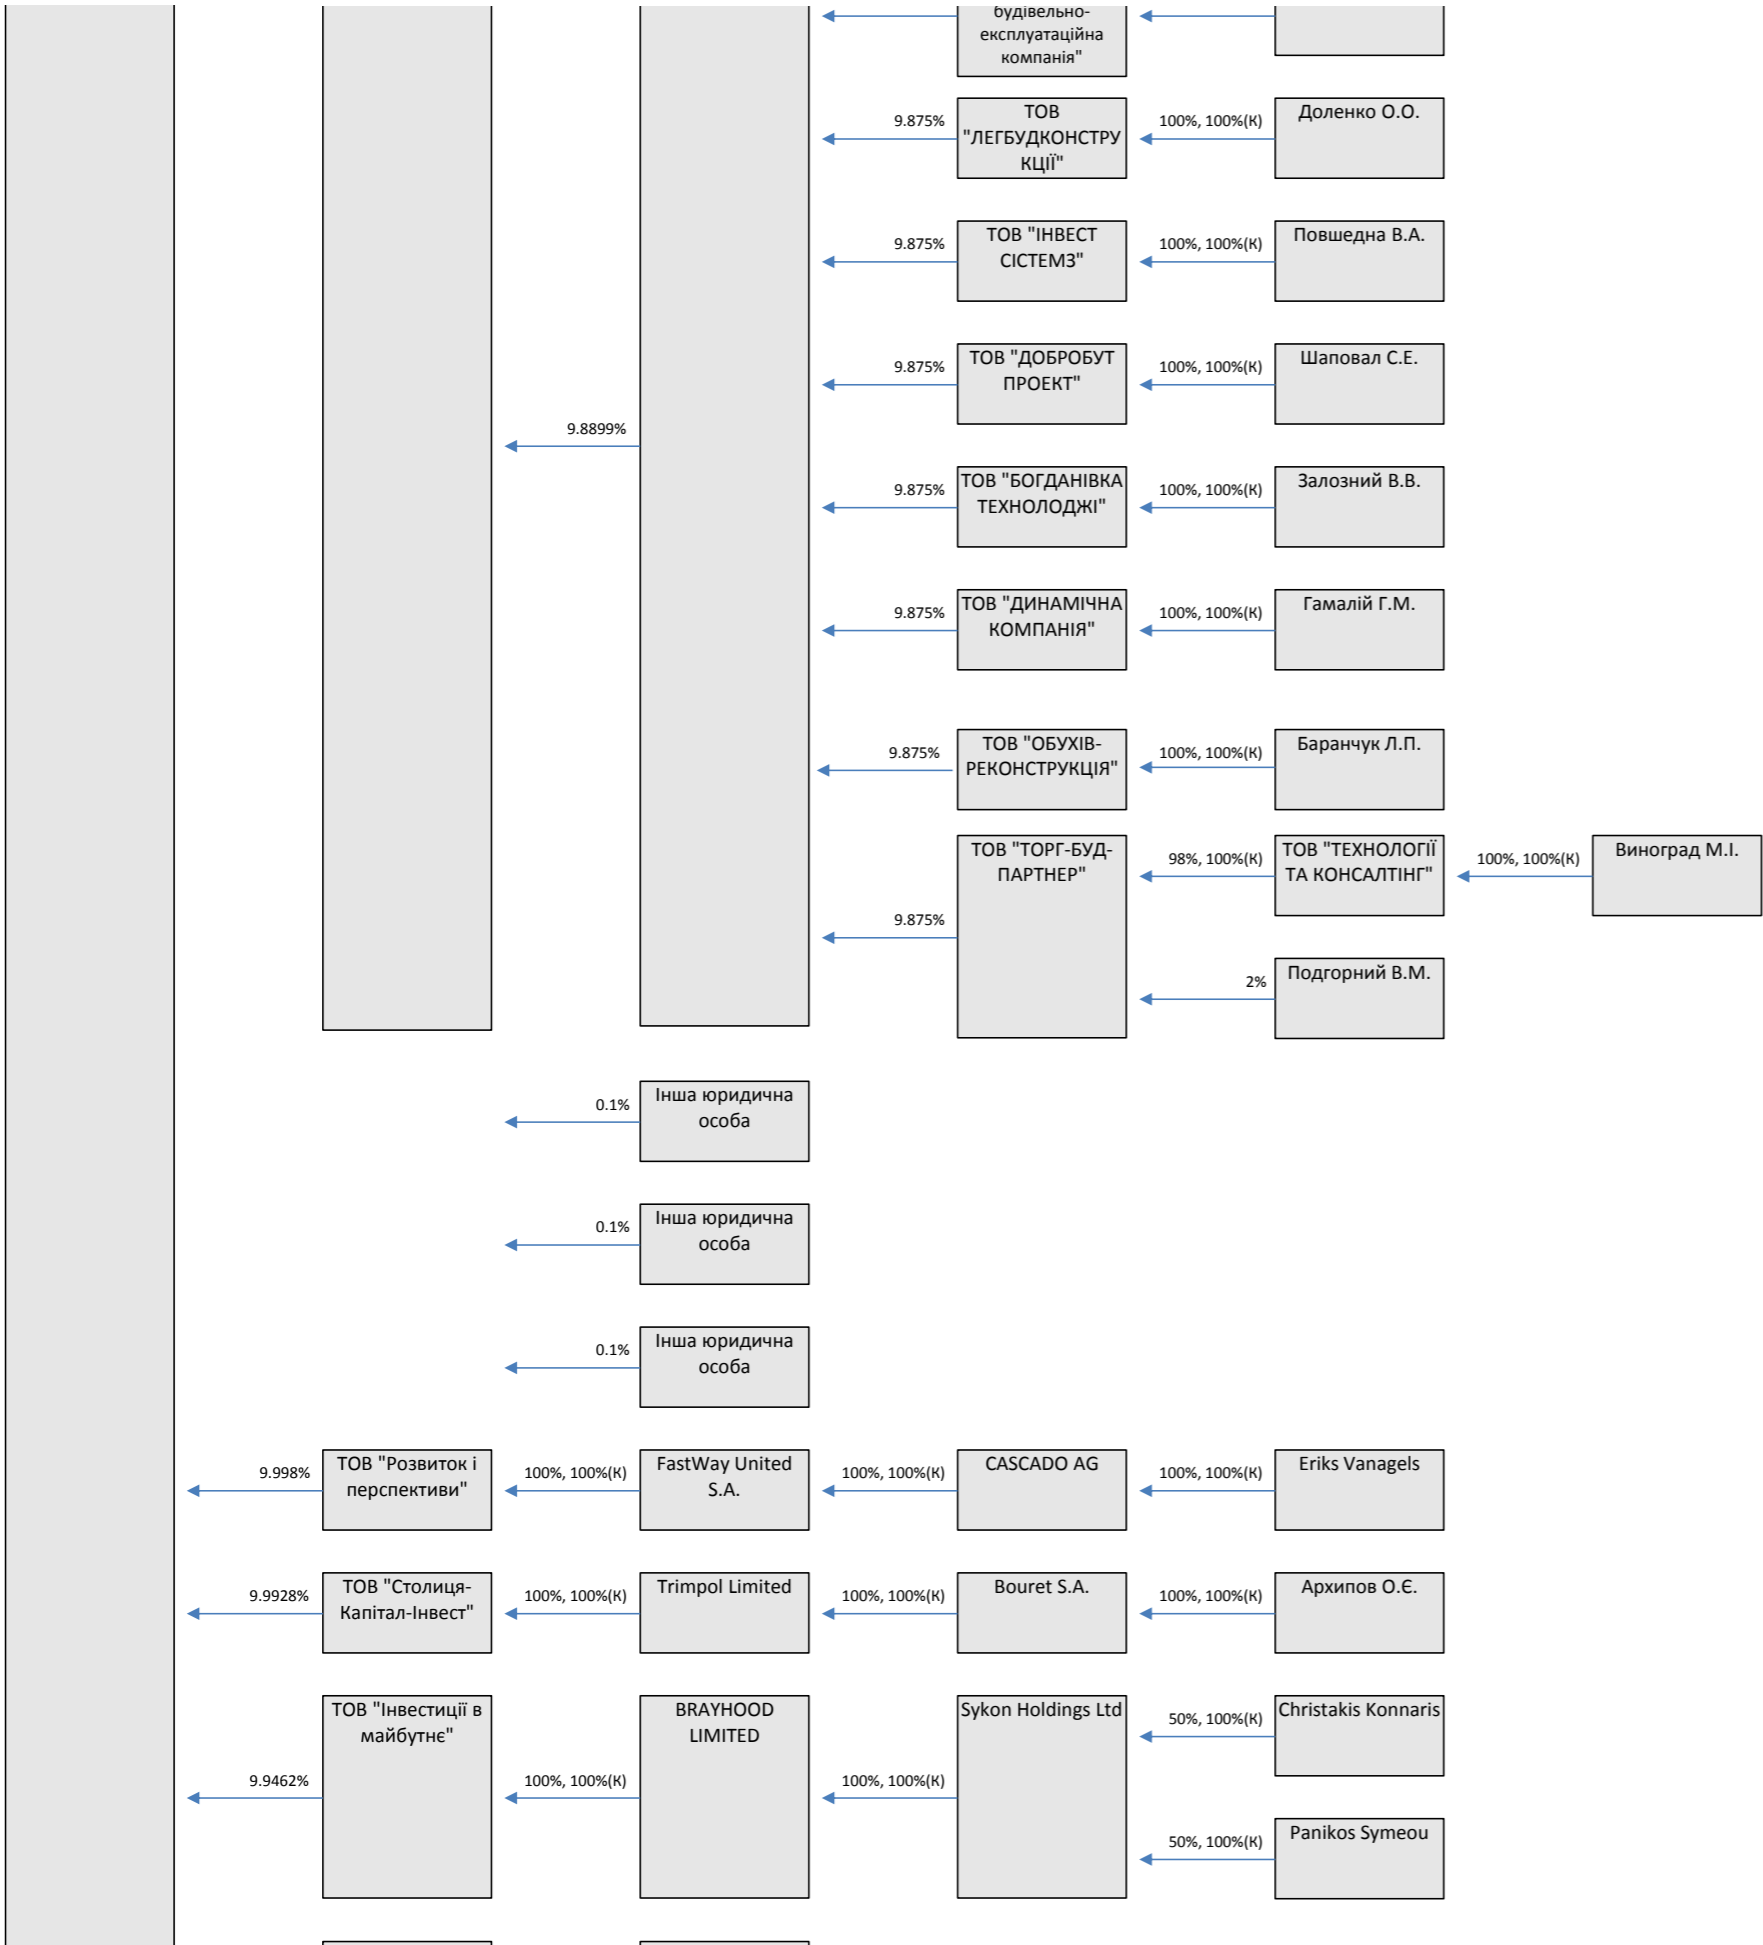 будівельно-
експлуатаційна
компанія"
9.875%
ТОВ
"ЛЕГБУДКОНСТРУ
КЦІЇ"
100%, 100%(К)
Доленко О.О.
9.875%
ТОВ "ІНВЕСТ
СІСТЕМЗ"
100%, 100%(К)
Повшедна В.А.
9.875%
ТОВ "ДОБРОБУТ
ПРОЕКТ"
100%, 100%(К)
Шаповал С.Е.
9.8899%
9.875%
ТОВ "БОГДАНІВКА
ТЕХНОЛОДЖІ"
100%, 100%(К)
Залозний В.В.
9.875%
ТОВ "ДИНАМІЧНА
КОМПАНІЯ"
100%, 100%(К)
Гамалій Г.М.
9.875%
ТОВ "ОБУХІВ-
РЕКОНСТРУКЦІЯ"
100%, 100%(К)
Баранчук Л.П.
9.875%
ТОВ "ТОРГ-БУД-
ПАРТНЕР"
98%, 100%(К)
ТОВ "ТЕХНОЛОГІЇ
ТА КОНСАЛТІНГ"
100%, 100%(К)
Виноград М.І.
2%
Подгорний В.М.
0.1%
Інша юридична
особа
0.1%
Інша юридична
особа
0.1%
Інша юридична
особа
9.998%
ТОВ "Розвиток і
перспективи"
100%, 100%(К)
FastWay United
S.A.
100%, 100%(К)
CASCADO AG
100%, 100%(К)
Eriks Vanagels
9.9928%
ТОВ "Столиця-
Капітал-Інвест"
100%, 100%(К)
Trimpol Limited
100%, 100%(К)
Bouret S.A.
100%, 100%(К)
Архипов О.Є.
9.9462%
ТОВ "Інвестиції в
майбутнє"
100%, 100%(К)
BRAYHOOD
LIMITED
100%, 100%(К)
Sykon Holdings Ltd
50%, 100%(К)
Christakis Konnaris
50%, 100%(К)
Panikos Symeou